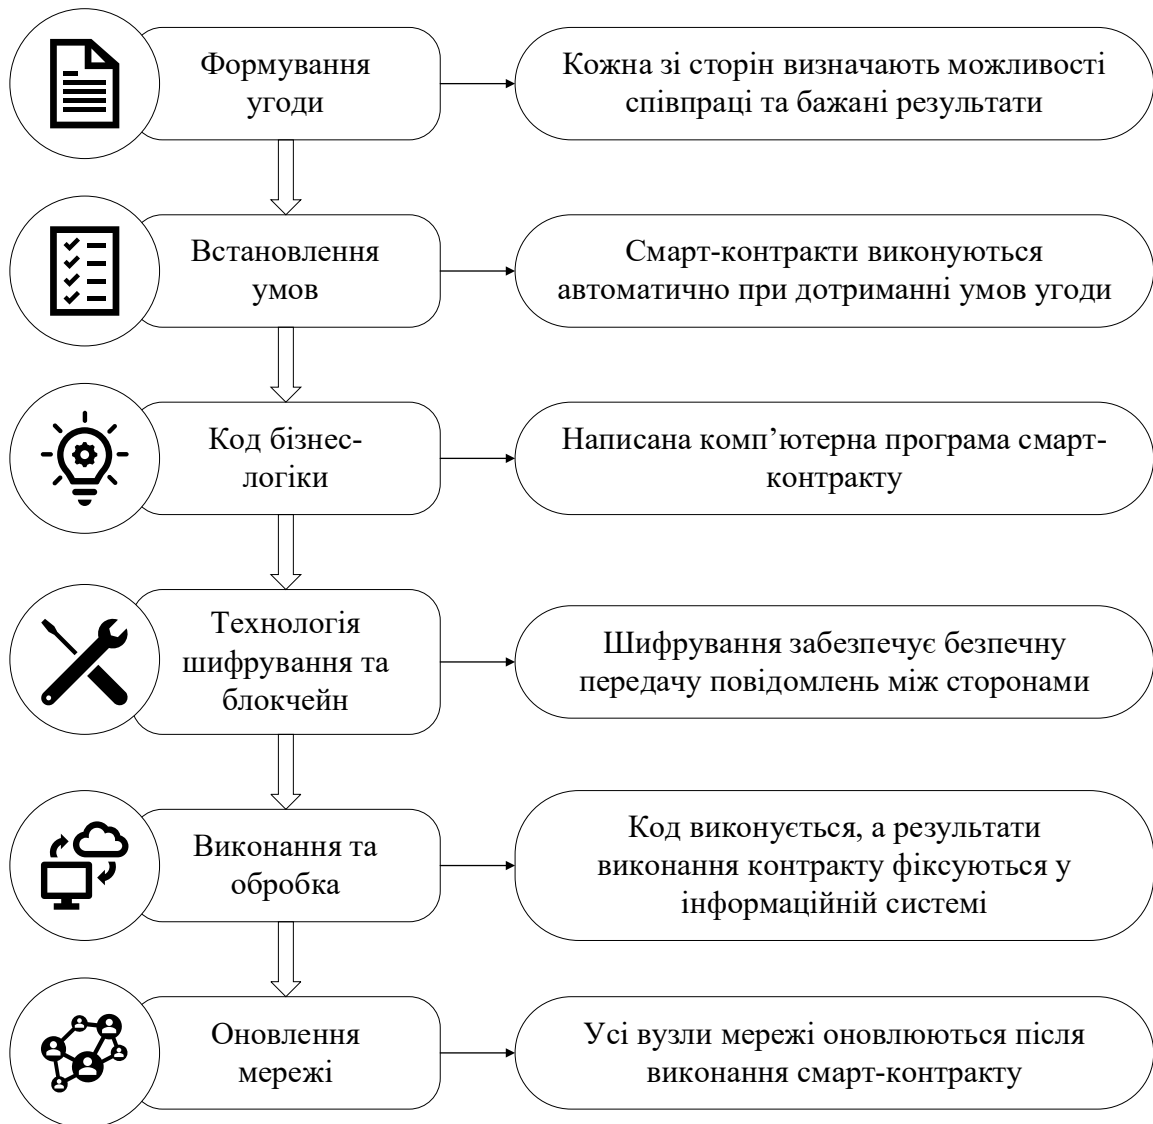 Формування
угоди
Кожна зі сторін визначають можливості
співпраці та бажані результати
Встановлення
умов
Смарт-контракти виконуються
автоматично при дотриманні умов угоди
Код бізнес-
логіки
Написана комп’ютерна програма смарт-
контракту
Технологія
шифрування та
блокчейн
Шифрування забезпечує безпечну
передачу повідомлень між сторонами
Виконання та
обробка
Код виконується, а результати
виконання контракту фіксуються у
інформаційній системі
Оновлення
мережі
Усі вузли мережі оновлюються після
виконання смарт-контракту